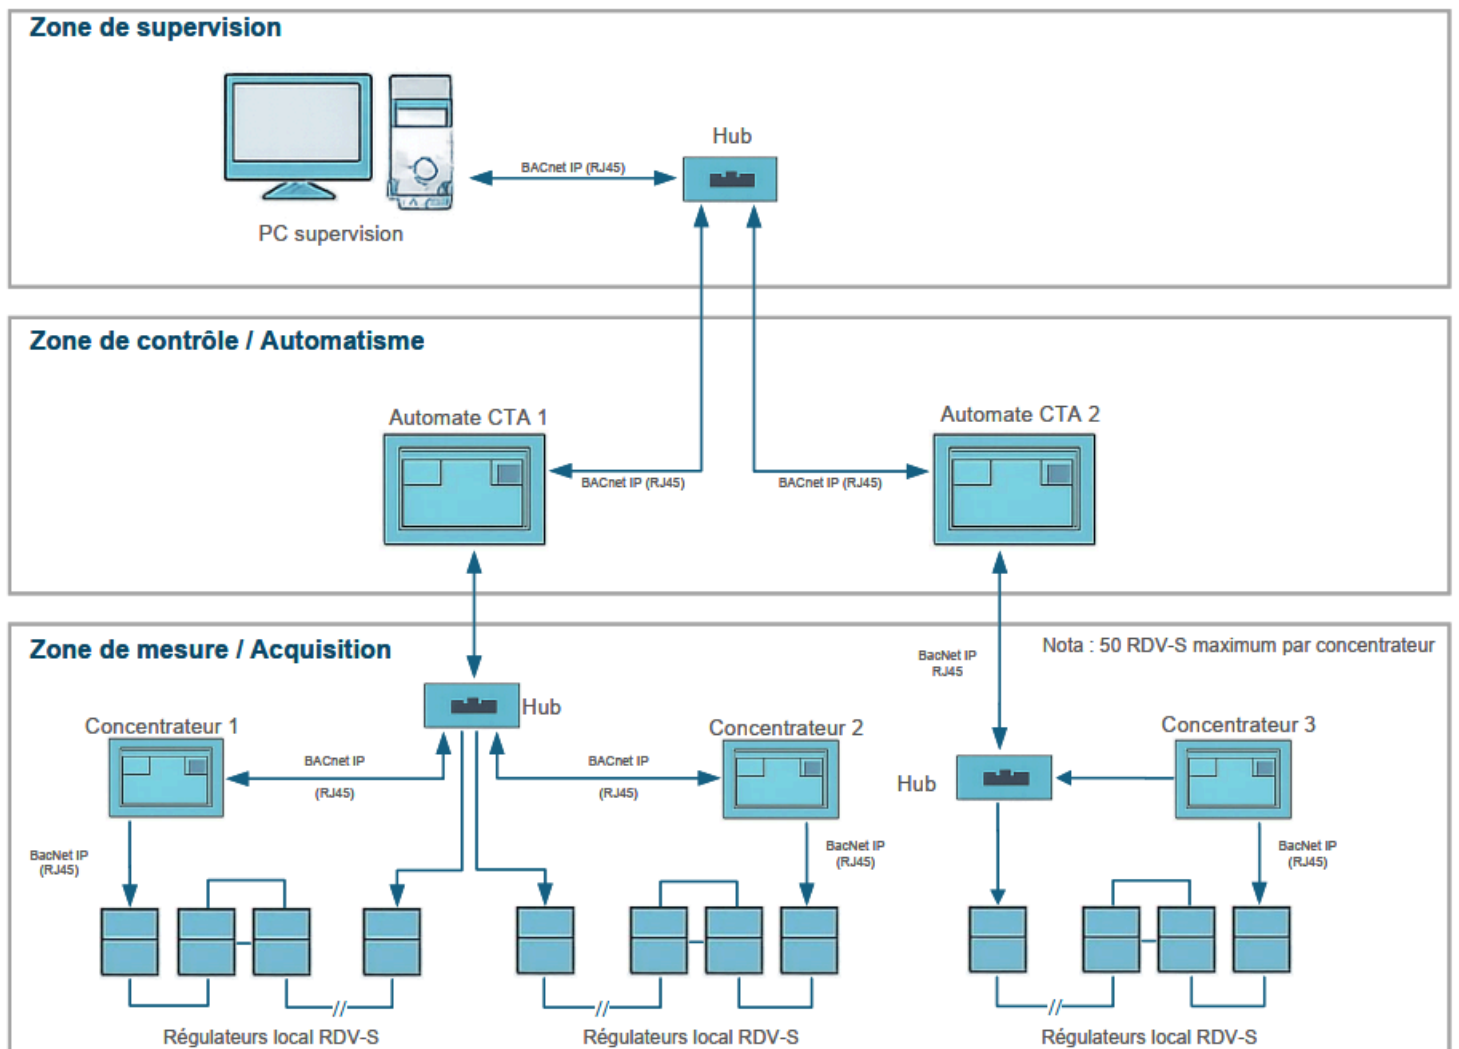 Zone de supervision
Hub
BACnet IP (RJ45)
PC supervision
Zone de contrôle / Automatisme
Automate CTA 1
Automate CTA 2
BACnet IP (RJ45)
BACnet IP (RJ45)
Zone de mesure / Acquisition
Nota : 50 RDV-S maximum par concentrateur
BacNet IP
RJ45
Hub
Concentrateur 1
Concentrateur 2
Concentrateur 3
BACnet IP
(RJ45)
BACnet IP
(RJ45)
Hub
BacNet IP
(RJ45)
BacNet IP
(RJ45)
BacNet IP
(RJ45)
Régulateurs local RDV-S
Régulateurs local RDV-S
Régulateurs local RDV-S